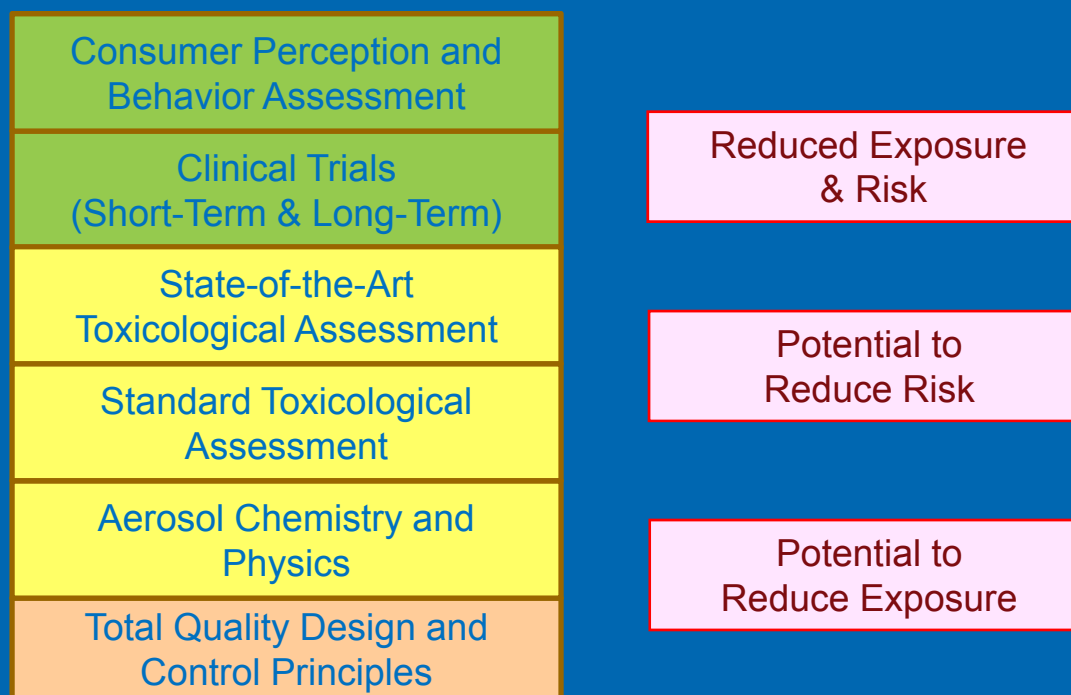 Consumer Perception and
Behavior Assessment
Clinical Trials
(Short-Term & Long-Term)
State-of-the-Art
Toxicological Assessment
Standard Toxicological
Assessment
Aerosol Chemistry and
Physics
Total Quality Design and
Control Principles
Reduced Exposure
& Risk
Potential to
Reduce Risk
Potential to
Reduce Exposure